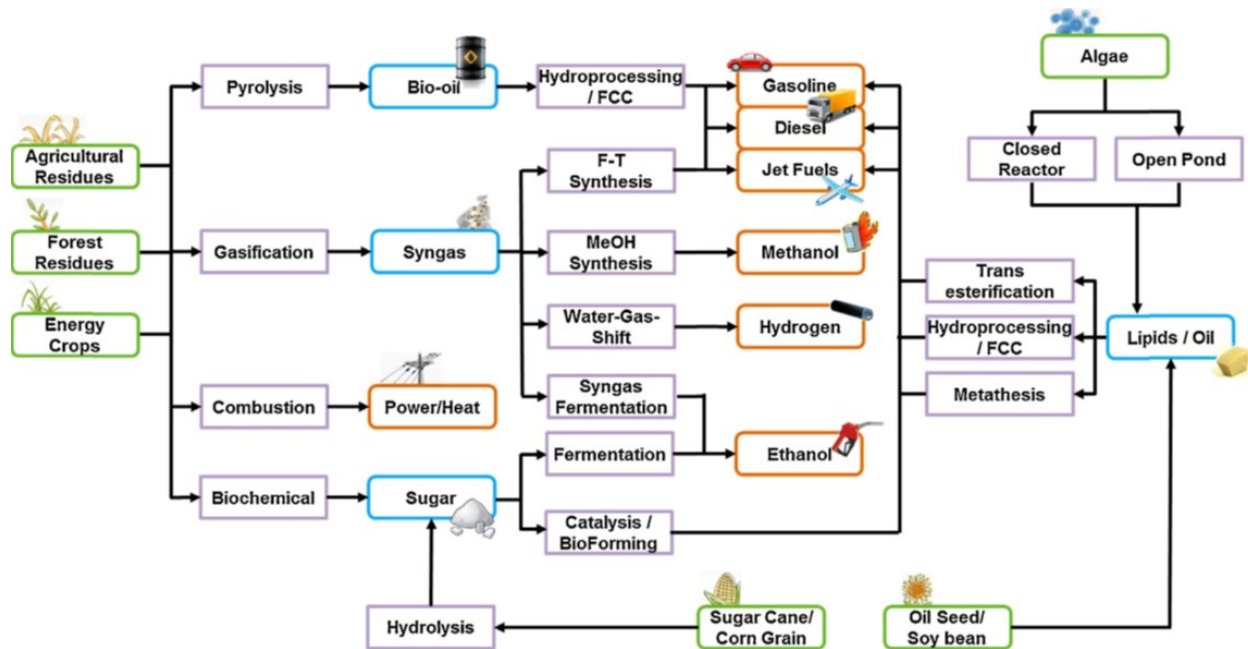 Algae
Pyrolysis
Bio-oil
Hydroprocessing
/ FCC
Gasoline
Diesel
Closed
Reactor
Open Pond
Agricultural
Residues
F-T
Synthesis
Jet Fuels
Forest
Residues
Gasification
Syngas
MeOH
Synthesis
Methanol
Trans
esterification
Energy
Crops
Water-Gas-
Shift
Hydrogen
Hydroprocessing
/ FCC
Lipids / Oil
Combustion
Power/Heat
Syngas
Fermentation
Metathesis
Fermentation
Ethanol
Biochemical
Sugar
Catalysis /
BioForming
Hydrolysis
Sugar Cane/
Corn Grain
Oil Seed/
Soy bean